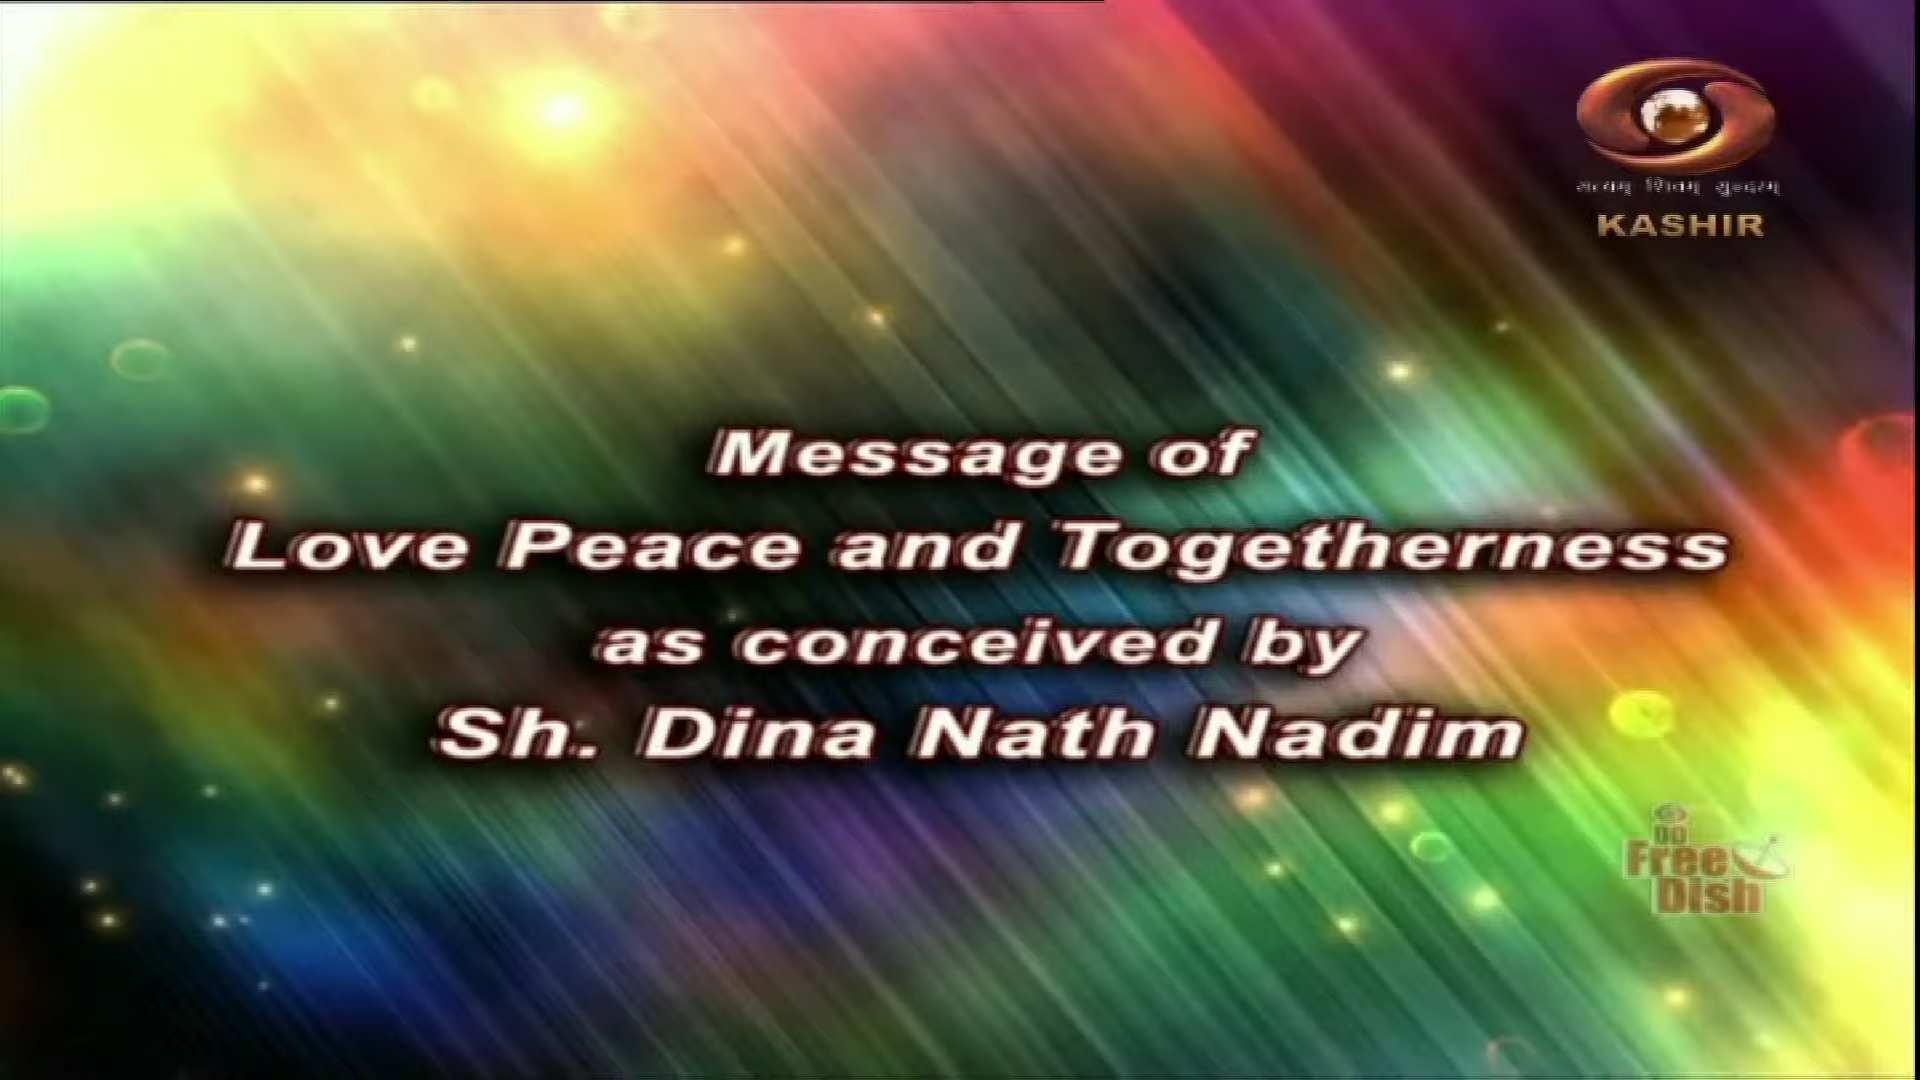 सत्यम् शिवम् सुन्दरम्
KASHIR
Message of
Love Peace and Togetherness
as conceived by
Sh. Dina Nath Nadim
DD
Free
Dish